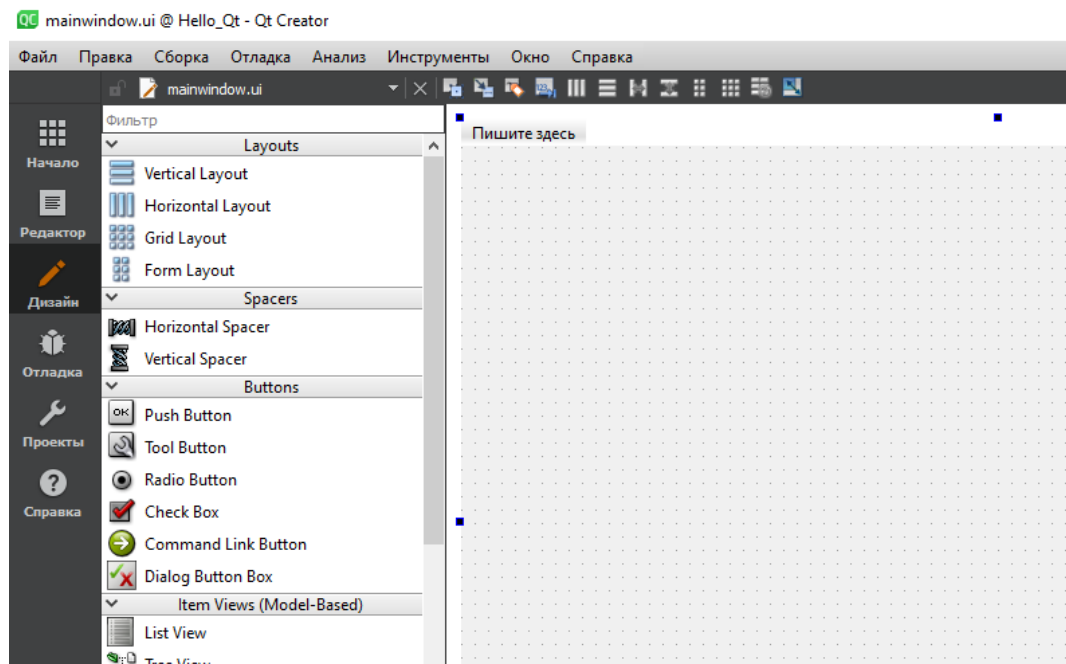 mainwindow.ui @ Hello_Qt - Qt Creator
Файл Правка Сборка Отладка Анализ Инструменты Окно Справка
mainwindow.ui
Фильтр
Пишите здесь
Начало
Редактор
Дизайн
Отладка
Проекты
Справка
Layouts
Vertical Layout
Horizontal Layout
Grid Layout
Form Layout
Spacers
Horizontal Spacer
Vertical Spacer
Buttons
Push Button
Tool Button
Radio Button
Check Box
Command Link Button
Dialog Button Box
Item Views (Model-Based)
List View
Tree View